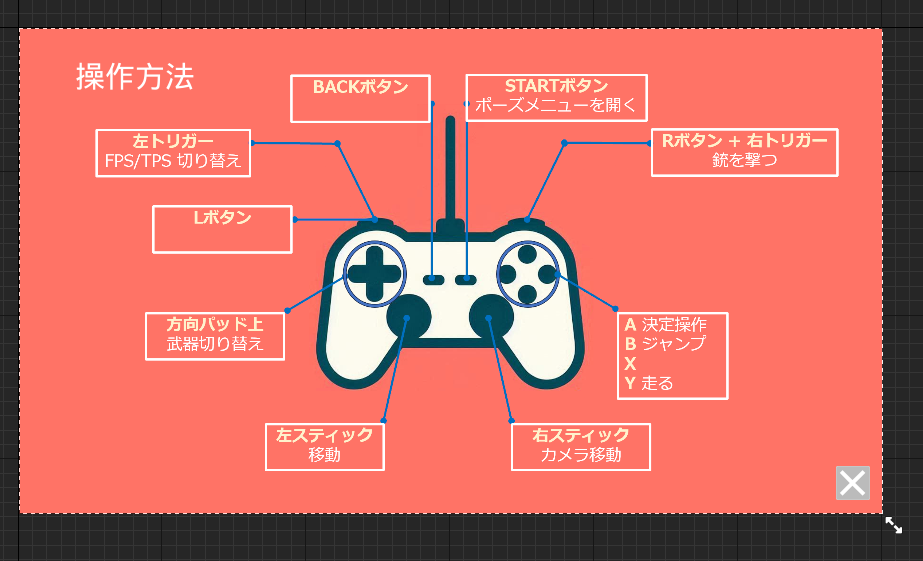 操作方法
BACKボタン
STARTボタン
ポーズメニューを開く
左トリガー
FPS/TPS 切り替え
Rボタン + 右トリガー
銃を撃つ
Lボタン
方向パッド上
武器切り替え
A 決定操作
B ジャンプ
X
Y 走る
左スティック
移動
右スティック
カメラ移動